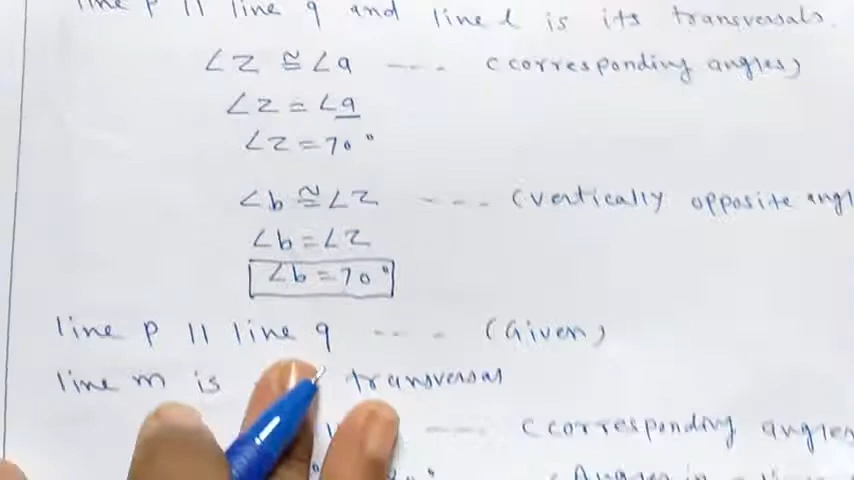 line p || line q and line l is its transversals.
∠z ≅ ∠a ---- (corresponding angles)
∠z = ∠a
∠z = 70°
∠b ≅ ∠z ---- (vertically opposite
∠b = ∠z
∠b = 70°
line p || line q ---- (Given)
line m is transversal
---- (corresponding angles